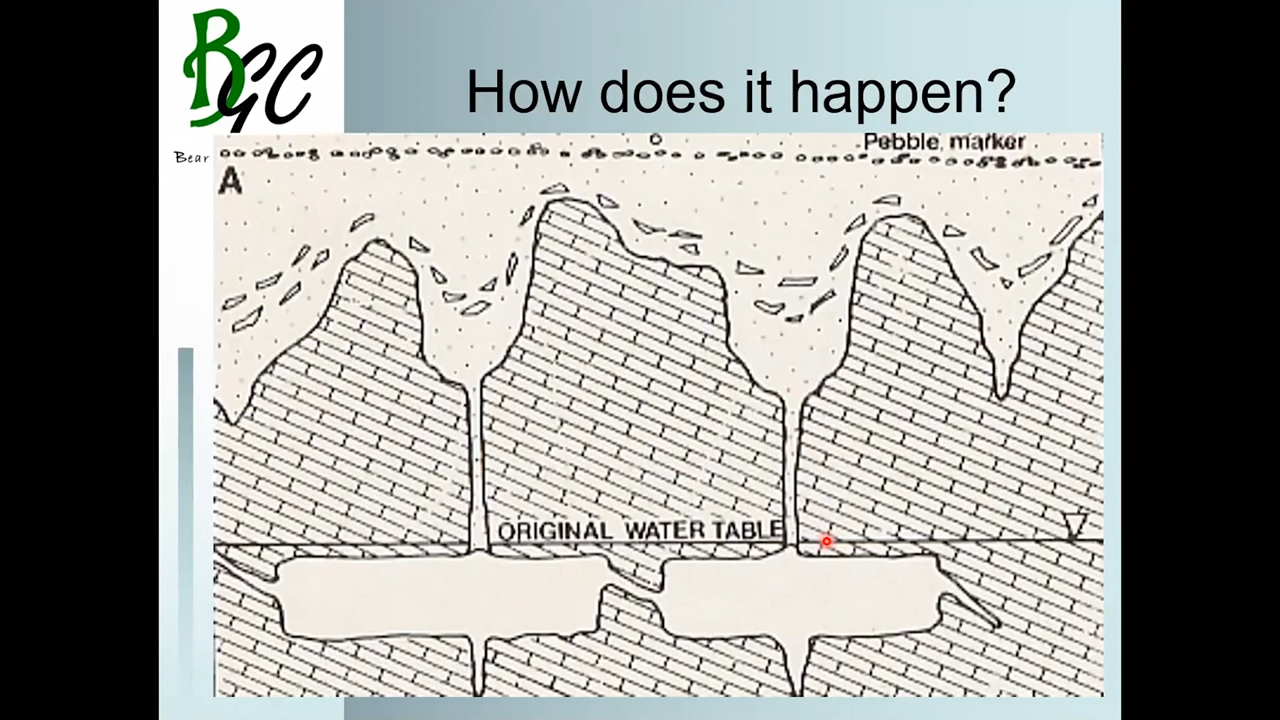 BGC
How does it happen?
Bear
Pebble marker
A
ORIGINAL WATER TABLE